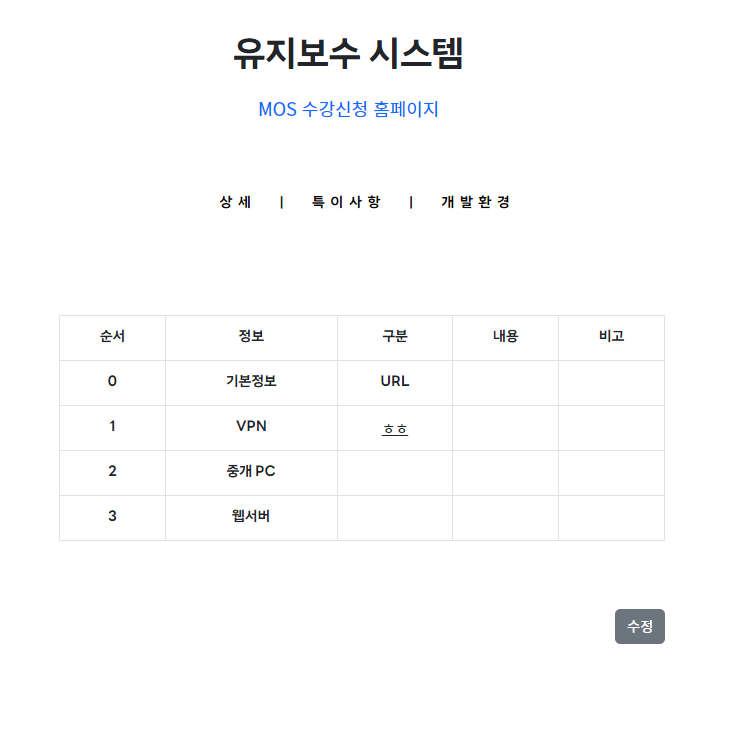 유지보수 시스템
MOS 수강신청 홈페이지
상세 | 특이사항 | 개발환경
순서 정보 구분 내용 비고
0 기본정보 URL
1 VPN ㅎㅎ
2 중개 PC
3 웹서버
수정